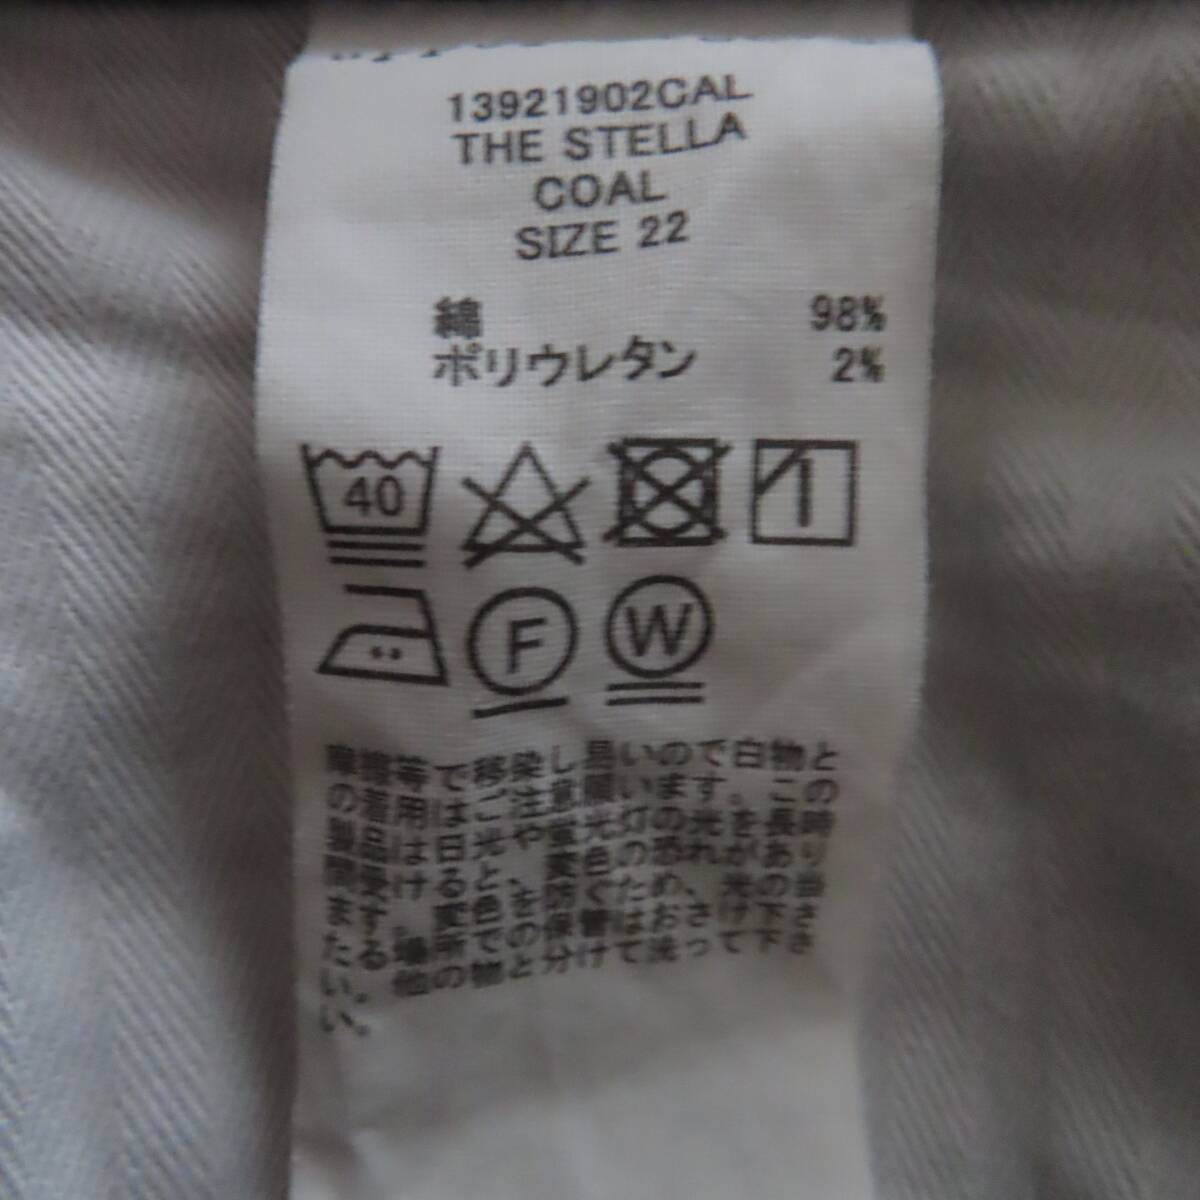 13921902CAL
THE STELLA
COAL
SIZE 22
綿 98%
ポリウレタン 2%
40
F
W
摩擦等では移染し易いので白物と
の着用はご注意願います。この
製品は日光や蛍光灯の光を長時
間受けると、変色の恐れがあり
ます。変色を防ぐため、光の当
たる場所での保管はおさけ下さ
い。他の物と分けて洗って下さ
い。